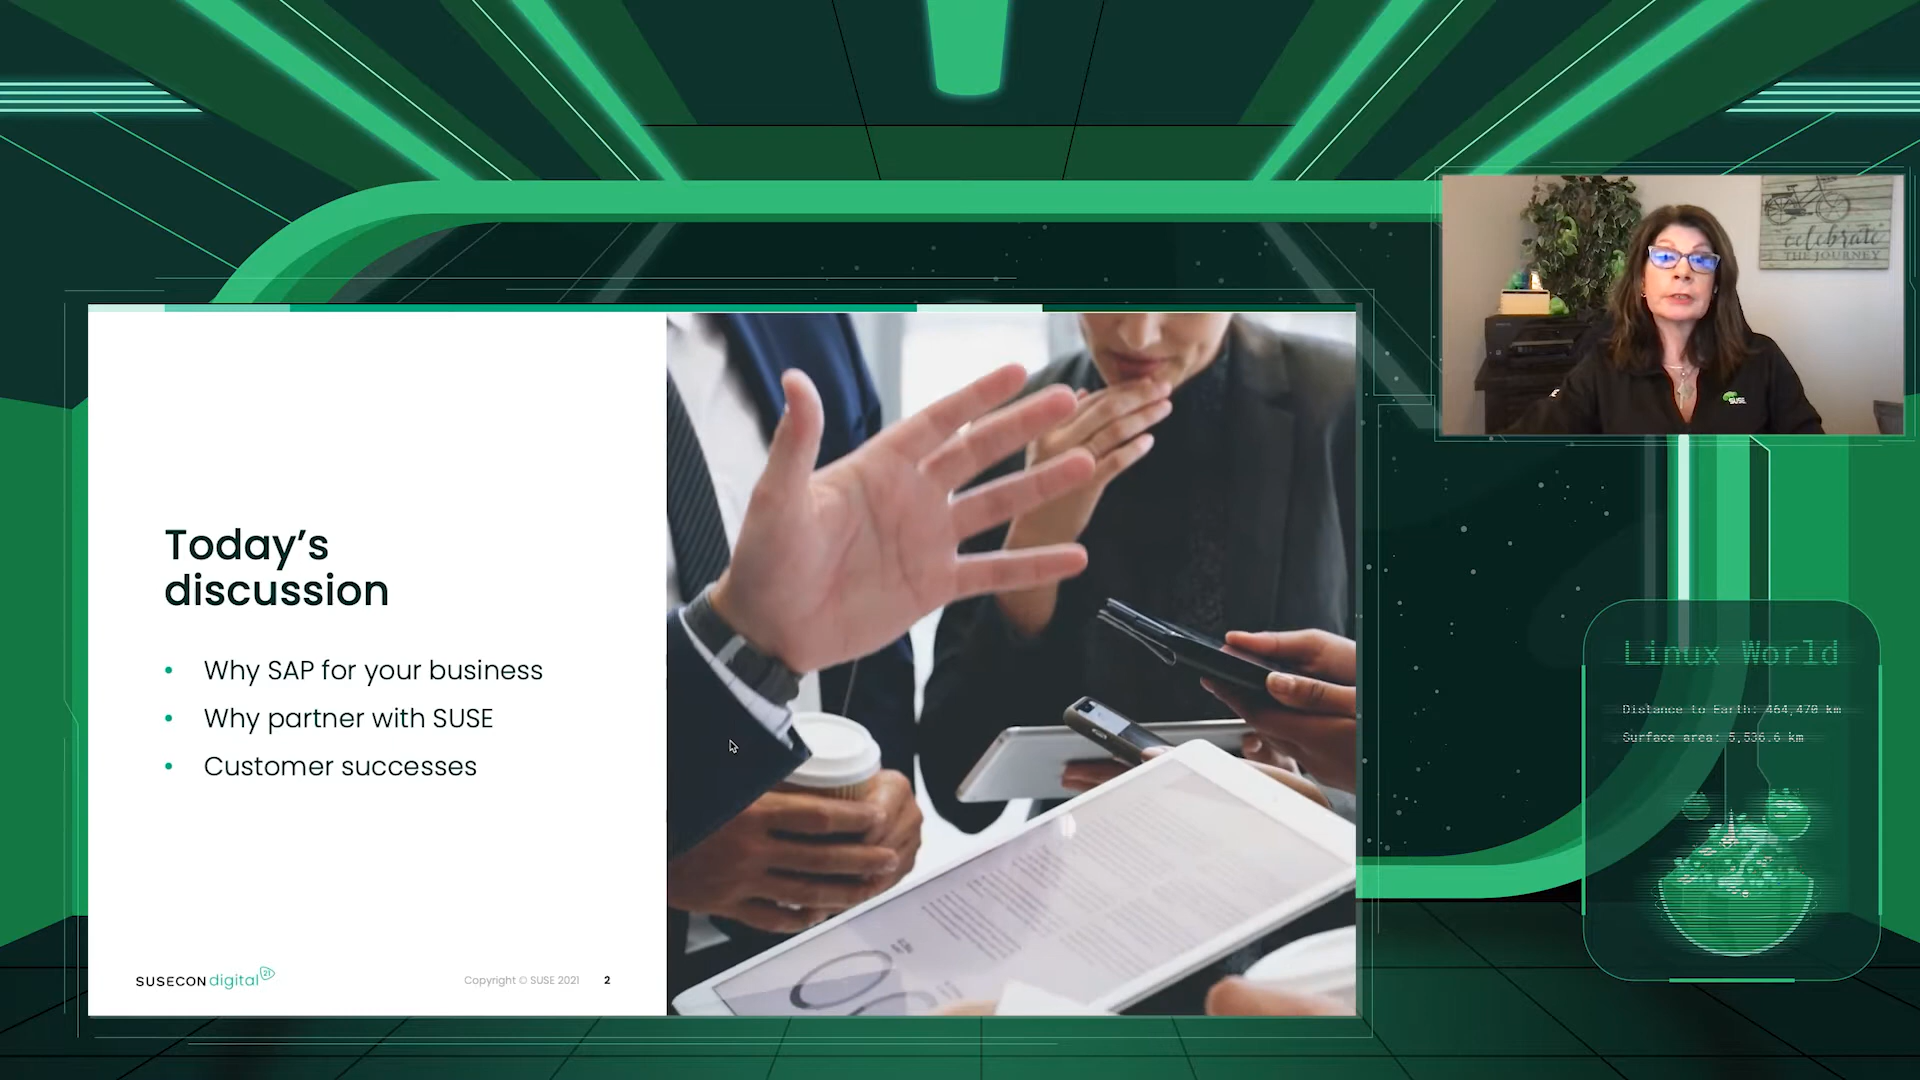 celebrate
THE JOURNEY
SUSE
Today's
discussion
• Why SAP for your business
• Why partner with SUSE
• Customer successes
SUSECON digital 21
Copyright © SUSE 2021 2
Linux World
Distance to Earth: 464,470 km
Surface area: 5,536.6 km